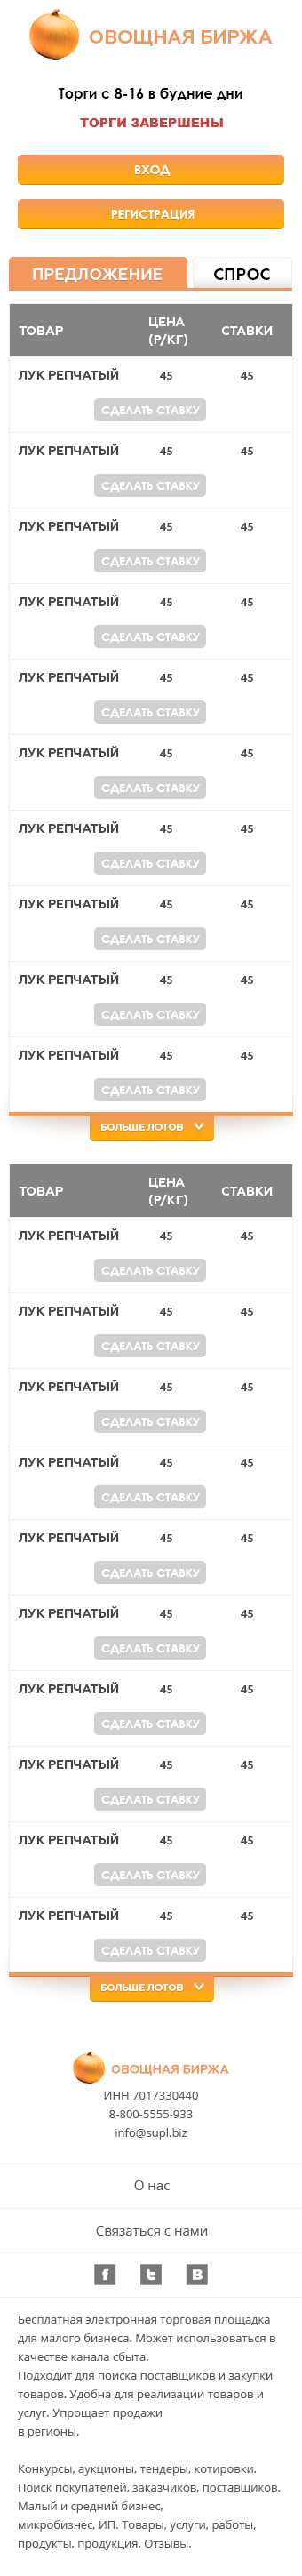 ОВОЩНАЯ БИРЖА
Торги с 8-16 в будние дни
ТОРГИ ЗАВЕРШЕНЫ
ВХОД
РЕГИСТРАЦИЯ
ПРЕДЛОЖЕНИЕ СПРОС
ТОВАР ЦЕНА (Р/КГ) СТАВКИ
ЛУК РЕПЧАТЫЙ 45 45
СДЕЛАТЬ СТАВКУ
ЛУК РЕПЧАТЫЙ 45 45
СДЕЛАТЬ СТАВКУ
ЛУК РЕПЧАТЫЙ 45 45
СДЕЛАТЬ СТАВКУ
ЛУК РЕПЧАТЫЙ 45 45
СДЕЛАТЬ СТАВКУ
ЛУК РЕПЧАТЫЙ 45 45
СДЕЛАТЬ СТАВКУ
ЛУК РЕПЧАТЫЙ 45 45
СДЕЛАТЬ СТАВКУ
ЛУК РЕПЧАТЫЙ 45 45
СДЕЛАТЬ СТАВКУ
ЛУК РЕПЧАТЫЙ 45 45
СДЕЛАТЬ СТАВКУ
ЛУК РЕПЧАТЫЙ 45 45
СДЕЛАТЬ СТАВКУ
ЛУК РЕПЧАТЫЙ 45 45
СДЕЛАТЬ СТАВКУ
БОЛЬШЕ ЛОТОВ
ТОВАР ЦЕНА (Р/КГ) СТАВКИ
ЛУК РЕПЧАТЫЙ 45 45
СДЕЛАТЬ СТАВКУ
ЛУК РЕПЧАТЫЙ 45 45
СДЕЛАТЬ СТАВКУ
ЛУК РЕПЧАТЫЙ 45 45
СДЕЛАТЬ СТАВКУ
ЛУК РЕПЧАТЫЙ 45 45
СДЕЛАТЬ СТАВКУ
ЛУК РЕПЧАТЫЙ 45 45
СДЕЛАТЬ СТАВКУ
ЛУК РЕПЧАТЫЙ 45 45
СДЕЛАТЬ СТАВКУ
ЛУК РЕПЧАТЫЙ 45 45
СДЕЛАТЬ СТАВКУ
ЛУК РЕПЧАТЫЙ 45 45
СДЕЛАТЬ СТАВКУ
ЛУК РЕПЧАТЫЙ 45 45
СДЕЛАТЬ СТАВКУ
ЛУК РЕПЧАТЫЙ 45 45
СДЕЛАТЬ СТАВКУ
БОЛЬШЕ ЛОТОВ
ОВОЩНАЯ БИРЖА
ИНН 7017330440
8-800-5555-933
info@supl.biz
О нас
Связаться с нами
f t B
Бесплатная электронная торговая площадка
для малого бизнеса. Может использоваться в
качестве канала сбыта.
Подходит для поиска поставщиков и закупки
товаров. Удобна для реализации товаров и
услуг. Упрощает продажи
в регионы.
Конкурсы, аукционы, тендеры, котировки.
Поиск покупателей, заказчиков, поставщиков.
Малый и средний бизнес,
микробизнес, ИП. Товары, услуги, работы,
продукты, продукция. Отзывы.